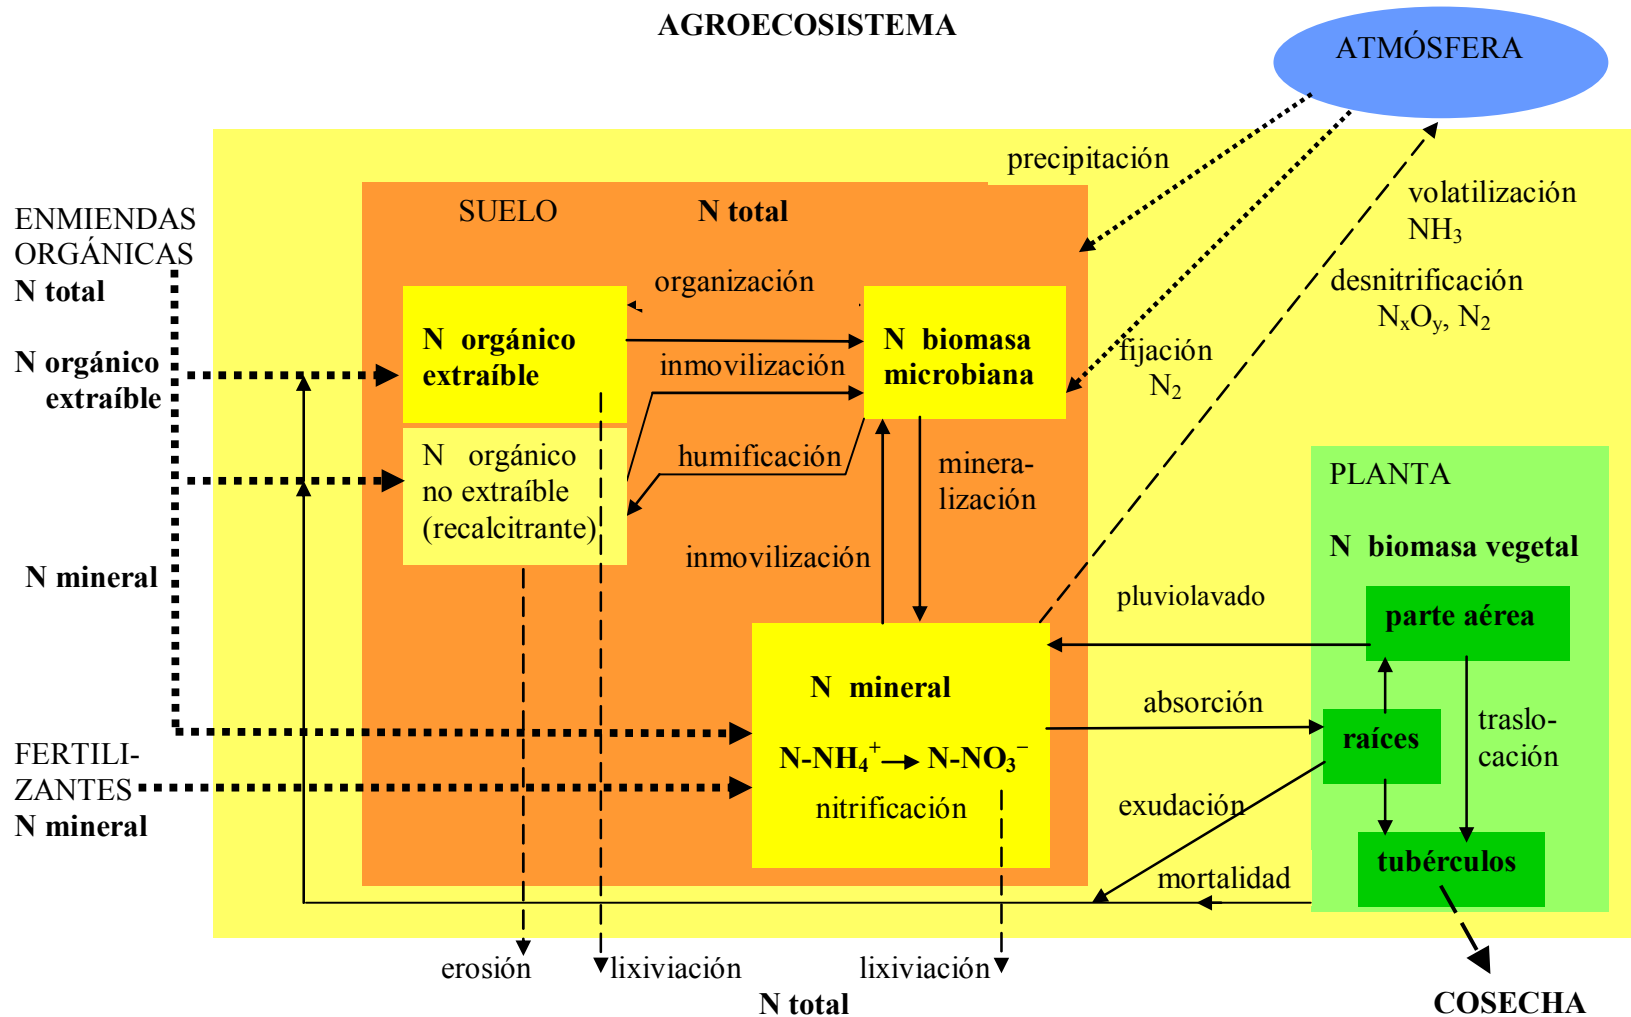 AGROECOSISTEMA
ATMÓSFERA
precipitación
volatilización
NH₃
desnitrificación
NₓOᵧ, N₂
fijación
N₂
SUELO
N total
ENMIENDAS
ORGÁNICAS
N total
N orgánico
extraíble
N mineral
FERTILI-
ZANTES
N mineral
organización
N orgánico
extraíble
inmovilización
N biomasa
microbiana
N orgánico
no extraíble
(recalcitrante)
humificación
minera-
lización
inmovilización
N mineral
N-NH₄⁺ N-NO₃⁻
nitrificación
PLANTA
N biomasa vegetal
parte aérea
pluviolavado
absorción
raíces
traslo-
cación
exudación
tubérculos
mortalidad
erosión
lixiviación
lixiviación
N total
COSECHA